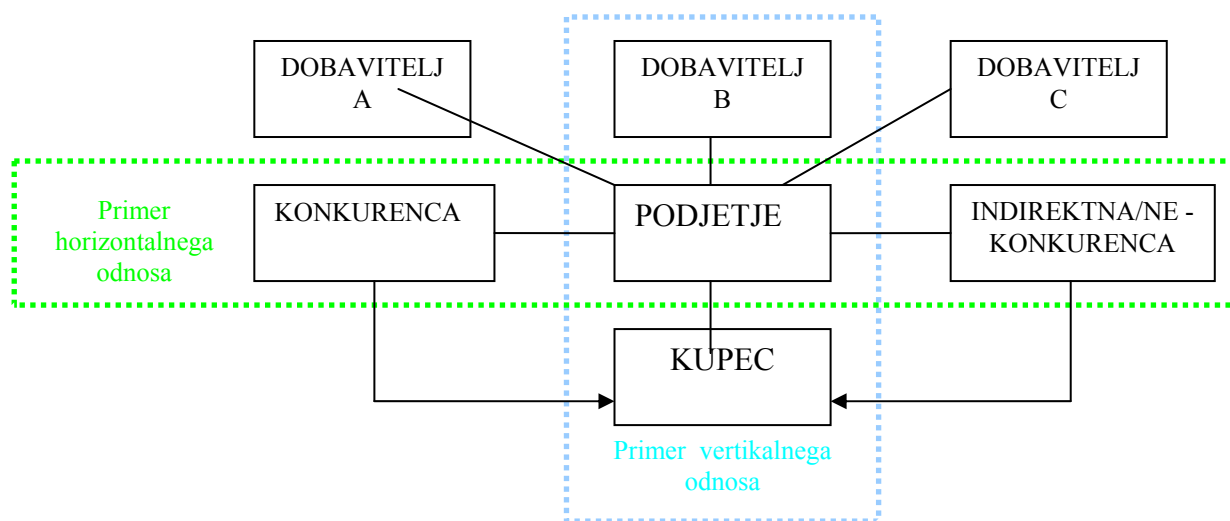 DOBAVITELJ
A
DOBAVITELJ
B
DOBAVITELJ
C
Primer
horizontalnega
odnosa
KONKURENCA
PODJETJE
INDIREKTNA/NE -
KONKURENCA
KUPEC
Primer vertikalnega
odnosa